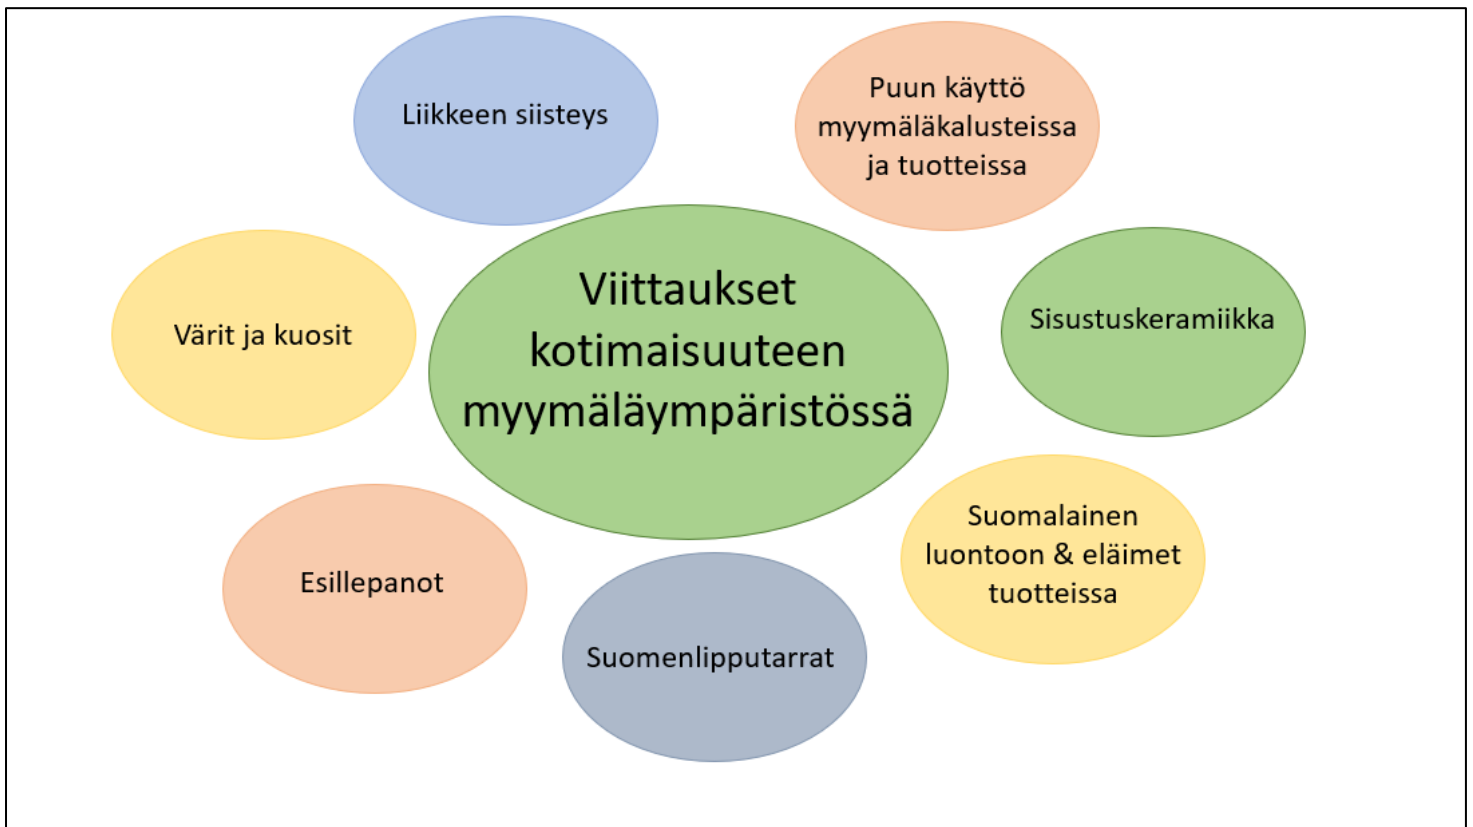 Liikkeen siisteys
Puun käyttö
myymäläkalusteissa
ja tuotteissa
Viittaukset
kotimaisuuteen
myymäläympäristössä
Värit ja kuosit
Sisustuskeramiikka
Esillepanot
Suomalainen
luontoon & eläimet
tuotteissa
Suomenlipputarrat